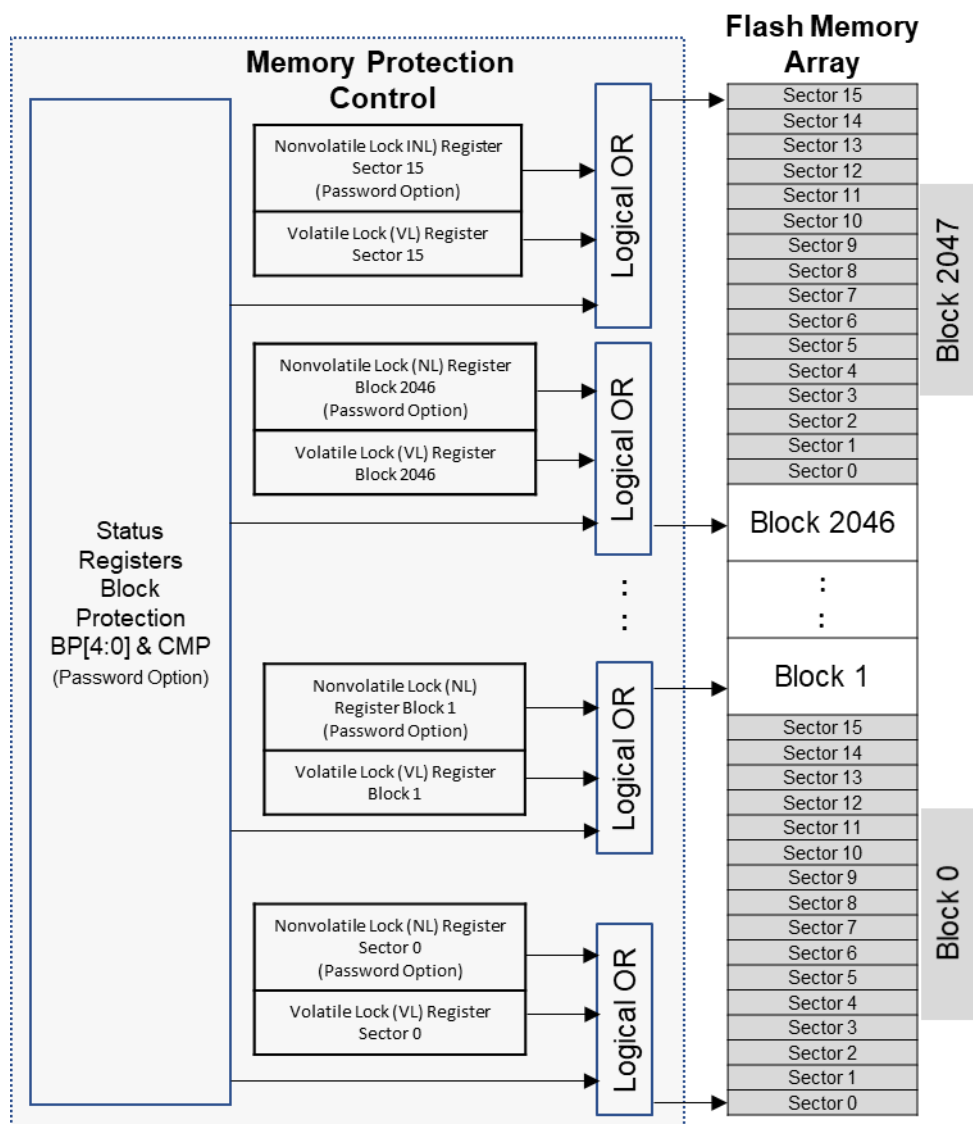 Flash Memory
Array
Memory Protection
Control
Status
Registers
Block
Protection
BP[4:0] & CMP
(Password Option)
Nonvolatile Lock INL) Register
Sector 15
(Password Option)
Volatile Lock (VL) Register
Sector 15
Logical OR
Nonvolatile Lock (NL) Register
Block 2046
(Password Option)
Volatile Lock (VL) Register
Block 2046
Logical OR
: :
Nonvolatile Lock (NL)
Register Block 1
(Password Option)
Volatile Lock (VL) Register
Block 1
Logical OR
Nonvolatile Lock (NL) Register
Sector 0
(Password Option)
Volatile Lock (VL) Register
Sector 0
Logical OR
Sector 15
Sector 14
Sector 13
Sector 12
Sector 11
Sector 10
Sector 9
Sector 8
Sector 7
Sector 6
Sector 5
Sector 4
Sector 3
Sector 2
Sector 1
Sector 0
Block 2047
Block 2046
: :
Block 1
Sector 15
Sector 14
Sector 13
Sector 12
Sector 11
Sector 10
Sector 9
Sector 8
Sector 7
Sector 6
Sector 5
Sector 4
Sector 3
Sector 2
Sector 1
Sector 0
Block 0